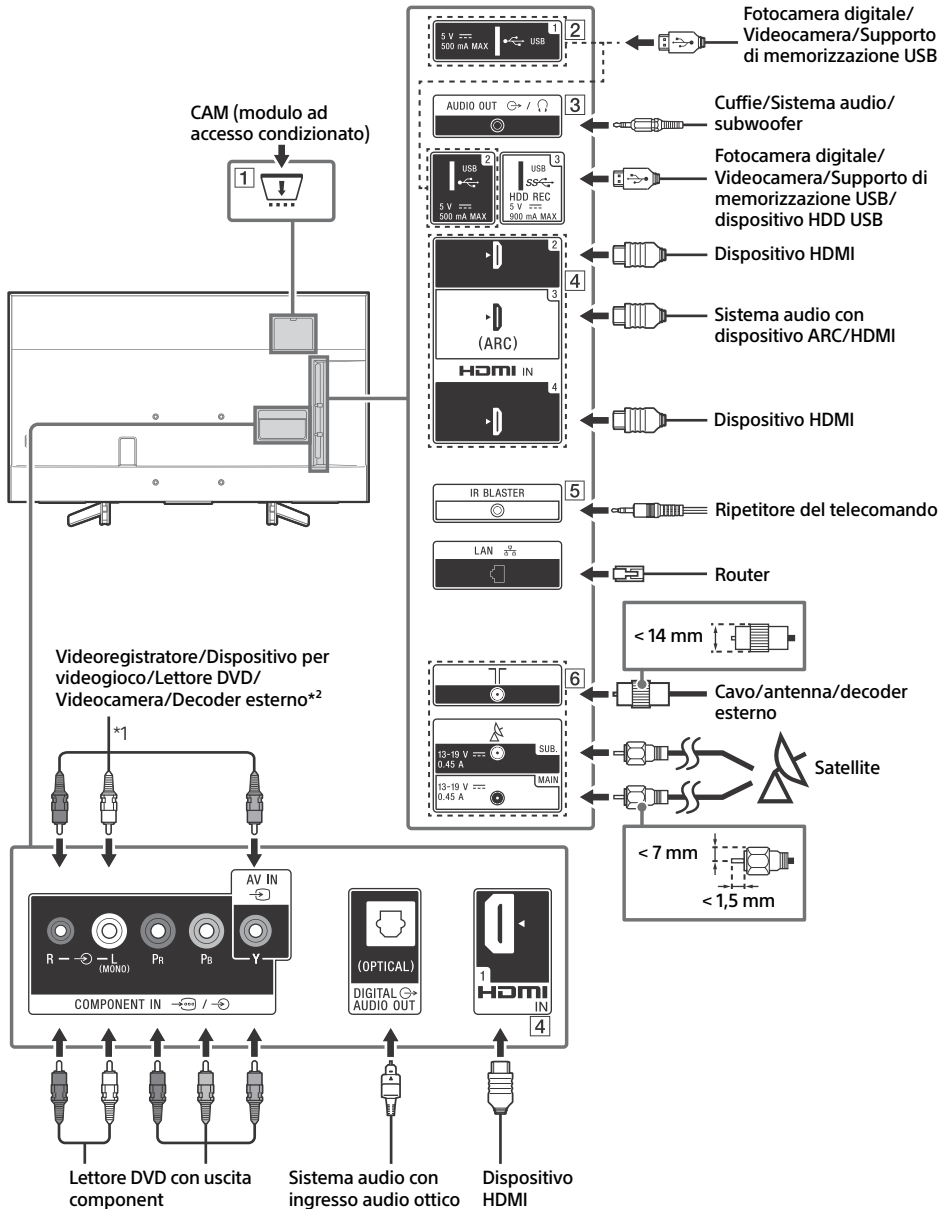 5 V
500 mA MAX
USB
1
2
Fotocamera digitale/
Videocamera/Supporto
di memorizzazione USB
CAM (modulo ad
accesso condizionato)
1
AUDIO OUT /
3
Cuffie/Sistema audio/
subwoofer
2
USB
5 V
500 mA MAX
3
USB
SS
HDD REC
5 V
900 mA MAX
Fotocamera digitale/
Videocamera/Supporto di
memorizzazione USB/
dispositivo HDD USB
2
4
Dispositivo HDMI
3
(ARC)
Sistema audio con
dispositivo ARC/HDMI
HDMI IN
4
Dispositivo HDMI
IR BLASTER
5
Ripetitore del telecomando
LAN
Router
< 14 mm
6
Cavo/antenna/decoder
esterno
13-19 V
0.45 A
SUB.
13-19 V
0.45 A
MAIN
Satellite
< 7 mm
< 1,5 mm
Videoregistratore/Dispositivo per
videogioco/Lettore DVD/
Videocamera/Decoder esterno*2
*1
AV IN
R — — L
(MONO)
PR
PB
Y
COMPONENT IN /
(OPTICAL)
DIGITAL
AUDIO OUT
1
HDMI
IN
4
Lettore DVD con uscita
component
Sistema audio con
ingresso audio ottico
Dispositivo
HDMI